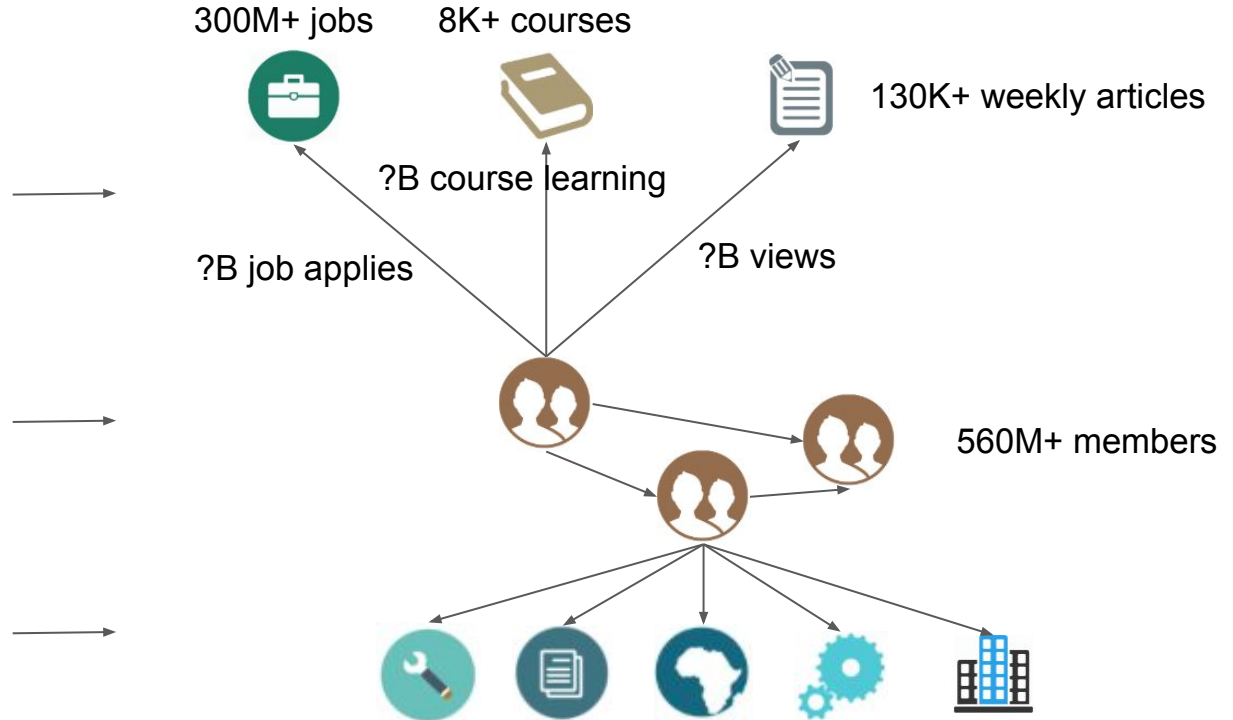 300M+ jobs
8K+ courses
130K+ weekly articles
?B course learning
?B job applies
?B views
560M+ members